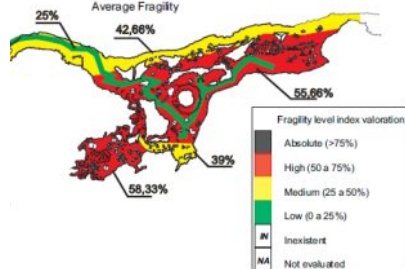 Average Fragility
25%
42,66%
55,66%
39%
58,33%
Fragility level index valoration
Absolute (>75%)
High (50 a 75%)
Medium (25 a 50%)
Low (0 a 25%)
IN Inexistent
NA Not evaluated